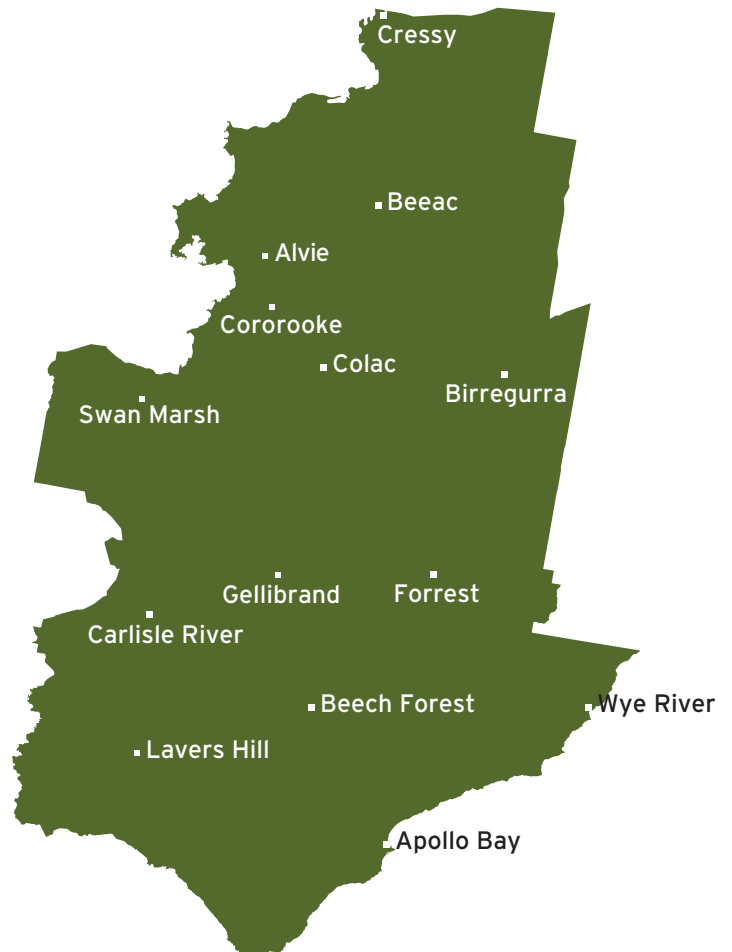 Cressy
Beeac
Alvie
Cororooke
Colac
Birregurra
Swan Marsh
Gellibrand
Forrest
Carlisle River
Beech Forest
Wye River
Lavers Hill
Apollo Bay